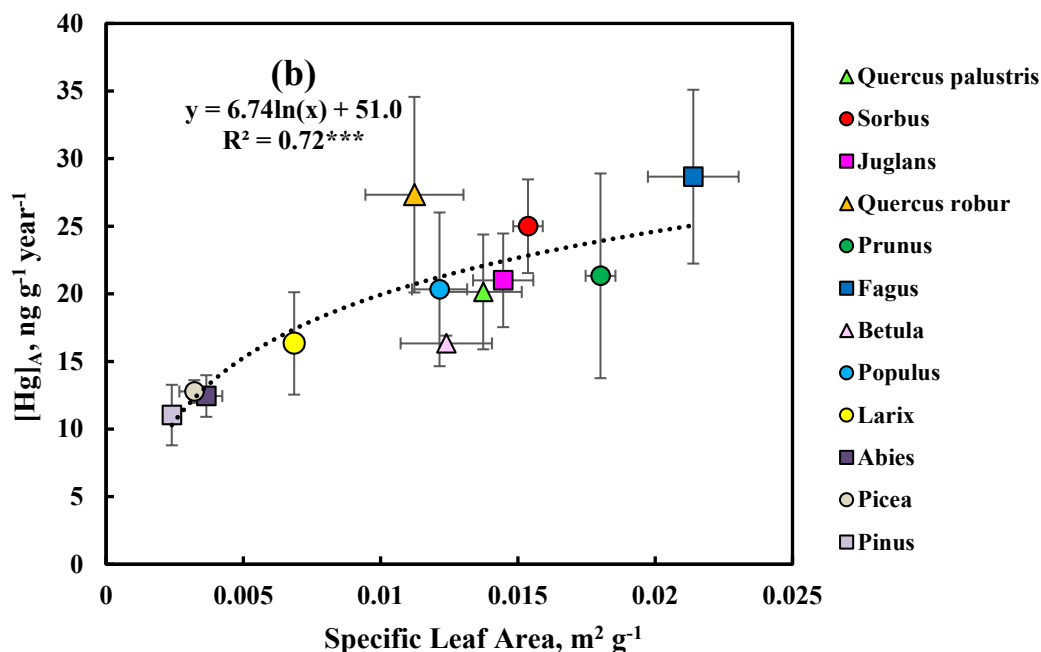 40
35
30
25
20
15
10
5
0
[Hg]A, ng g-1 year-1
(b)
y = 6.74ln(x) + 51.0
R² = 0.72***
0 0.005 0.01 0.015 0.02 0.025
Specific Leaf Area, m2 g-1
Quercus palustris
Sorbus
Juglans
Quercus robur
Prunus
Fagus
Betula
Populus
Larix
Abies
Picea
Pinus